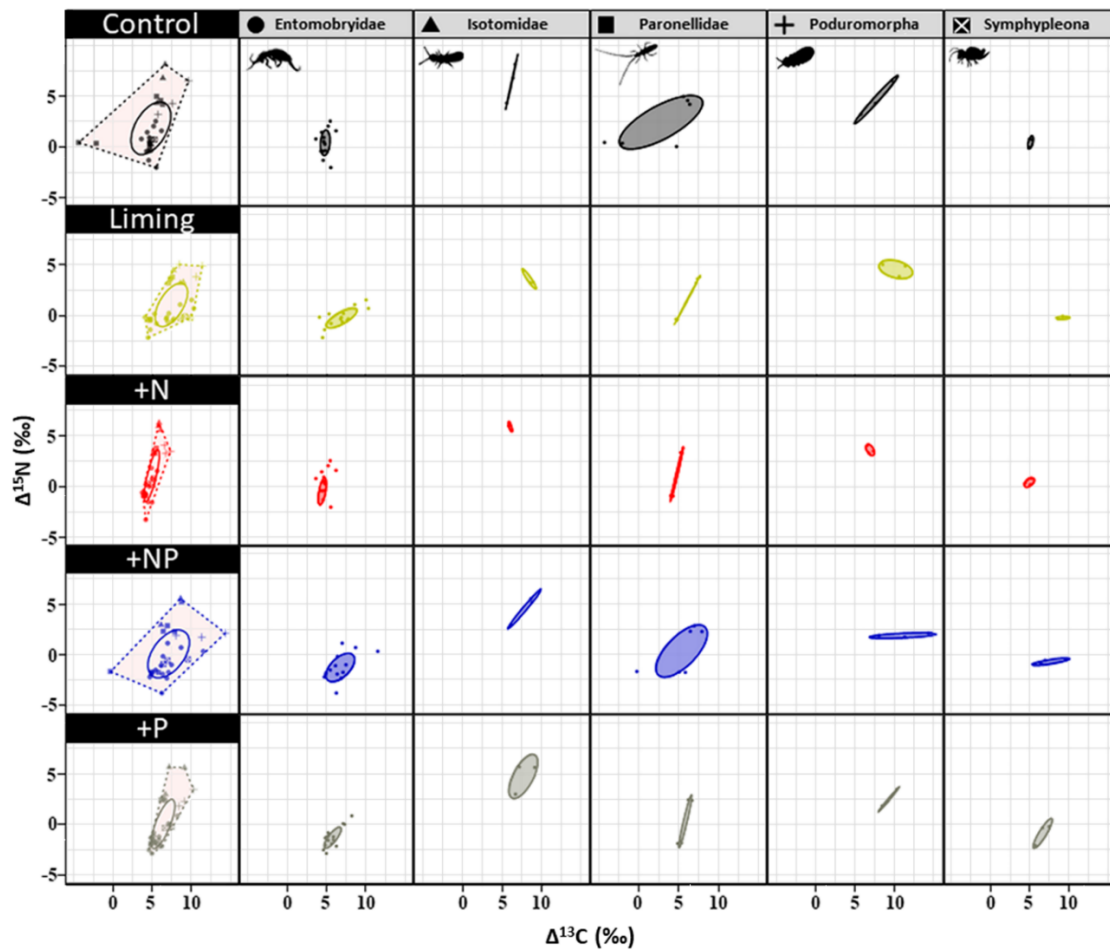 Control Entomobryidae Isotomidae Paronellidae Poduromorpha Symphypleona
5
0
-5
Liming
5
0
-5
+N
5
0
-5
+NP
5
0
-5
+P
5
0
-5
0 5 10 0 5 10 0 5 10 0 5 10 0 5 10 0 5 10
Δ15N (‰)
Δ13C (‰)